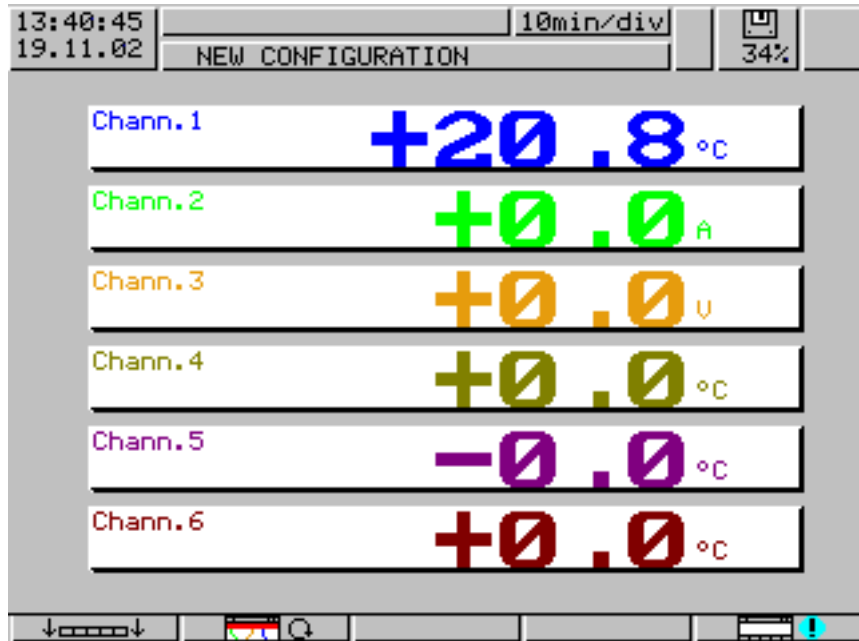 13:40:45
10min/div
19.11.02
NEW CONFIGURATION
34%
Chann.1
+20.8 °C
Chann.2
+0.0 A
Chann.3
+0.0 V
Chann.4
+0.0 °C
Chann.5
-0.0 °C
Chann.6
+0.0 °C
!